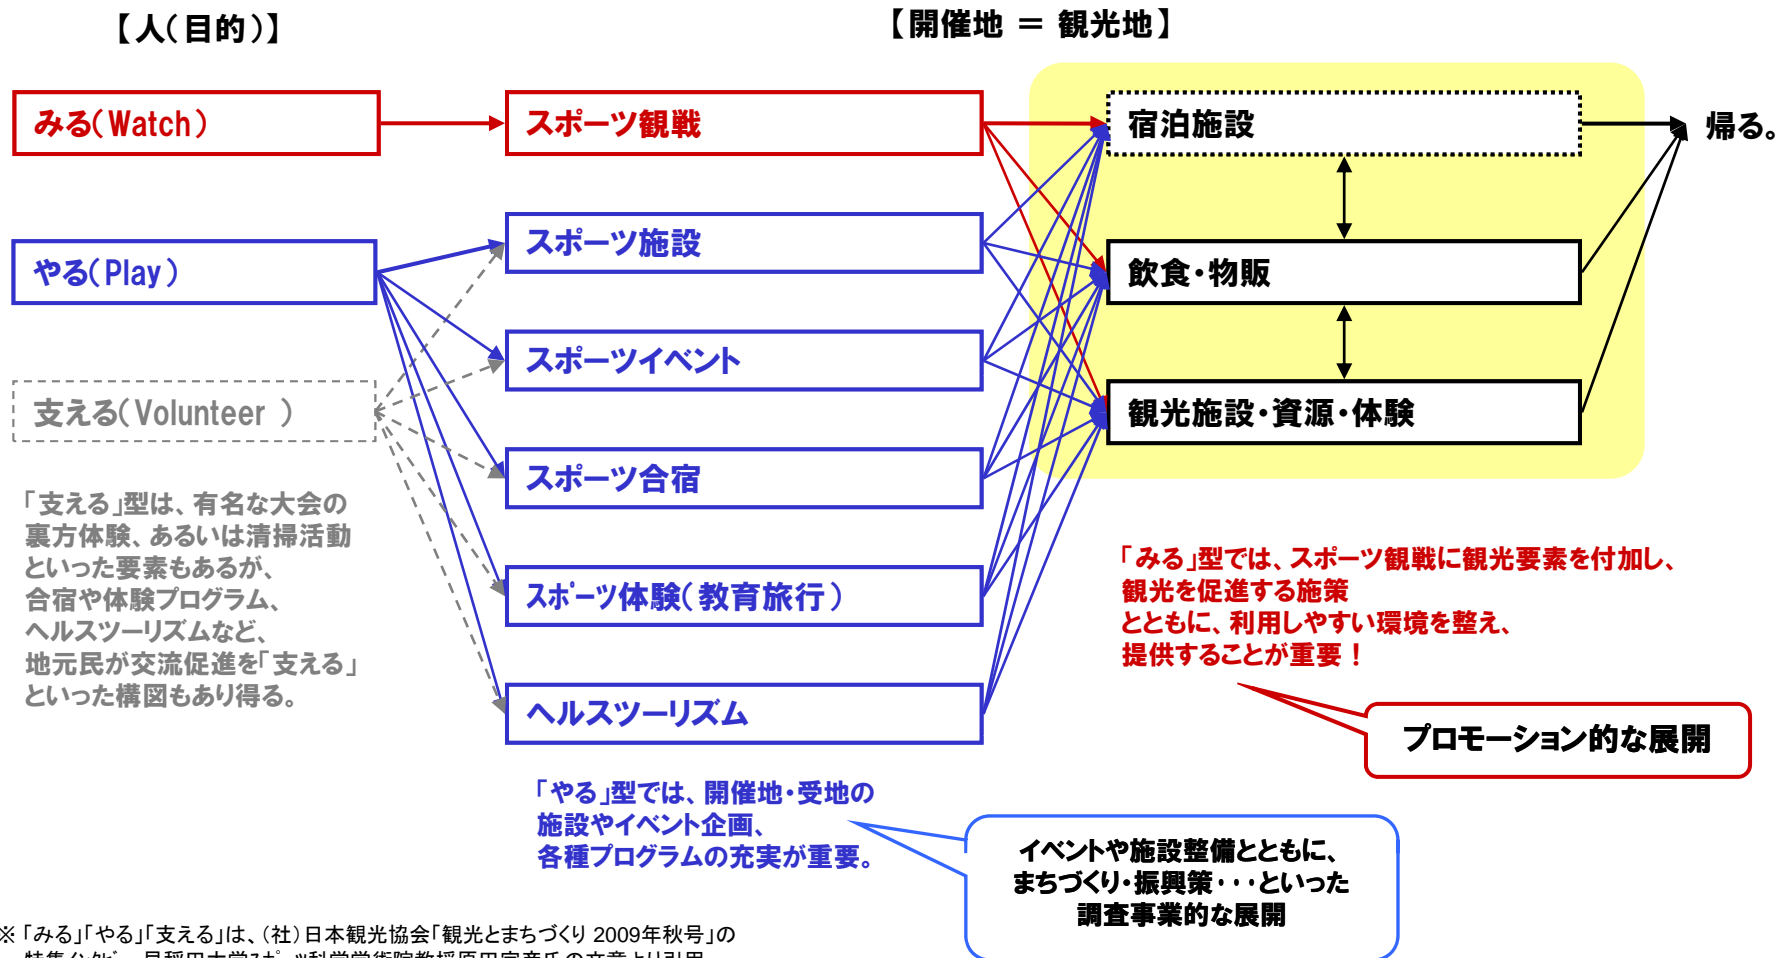 【人(目的)】
【開催地 = 観光地】
みる(Watch)
スポーツ観戦
宿泊施設
帰る。
やる(Play)
スポーツ施設
飲食・物販
スポーツイベント
支える(Volunteer )
観光施設・資源・体験
スポーツ合宿
スポーツ体験(教育旅行)
ヘルスツーリズム
「支える」型は、有名な大会の
裏方体験、あるいは清掃活動
といった要素もあるが、
合宿や体験プログラム、
ヘルスツーリズムなど、
地元民が交流促進を「支える」
といった構図もあり得る。
「みる」型では、スポーツ観戦に観光要素を付加し、
観光を促進する施策
とともに、利用しやすい環境を整え、
提供することが重要!
プロモーション的な展開
「やる」型では、開催地・受地の
施設やイベント企画、
各種プログラムの充実が重要。
イベントや施設整備とともに、
まちづくり・振興策・・・といった
調査事業的な展開
※「みる」「やる」「支える」は、(社)日本観光協会「観光とまちづくり 2009年秋号」の